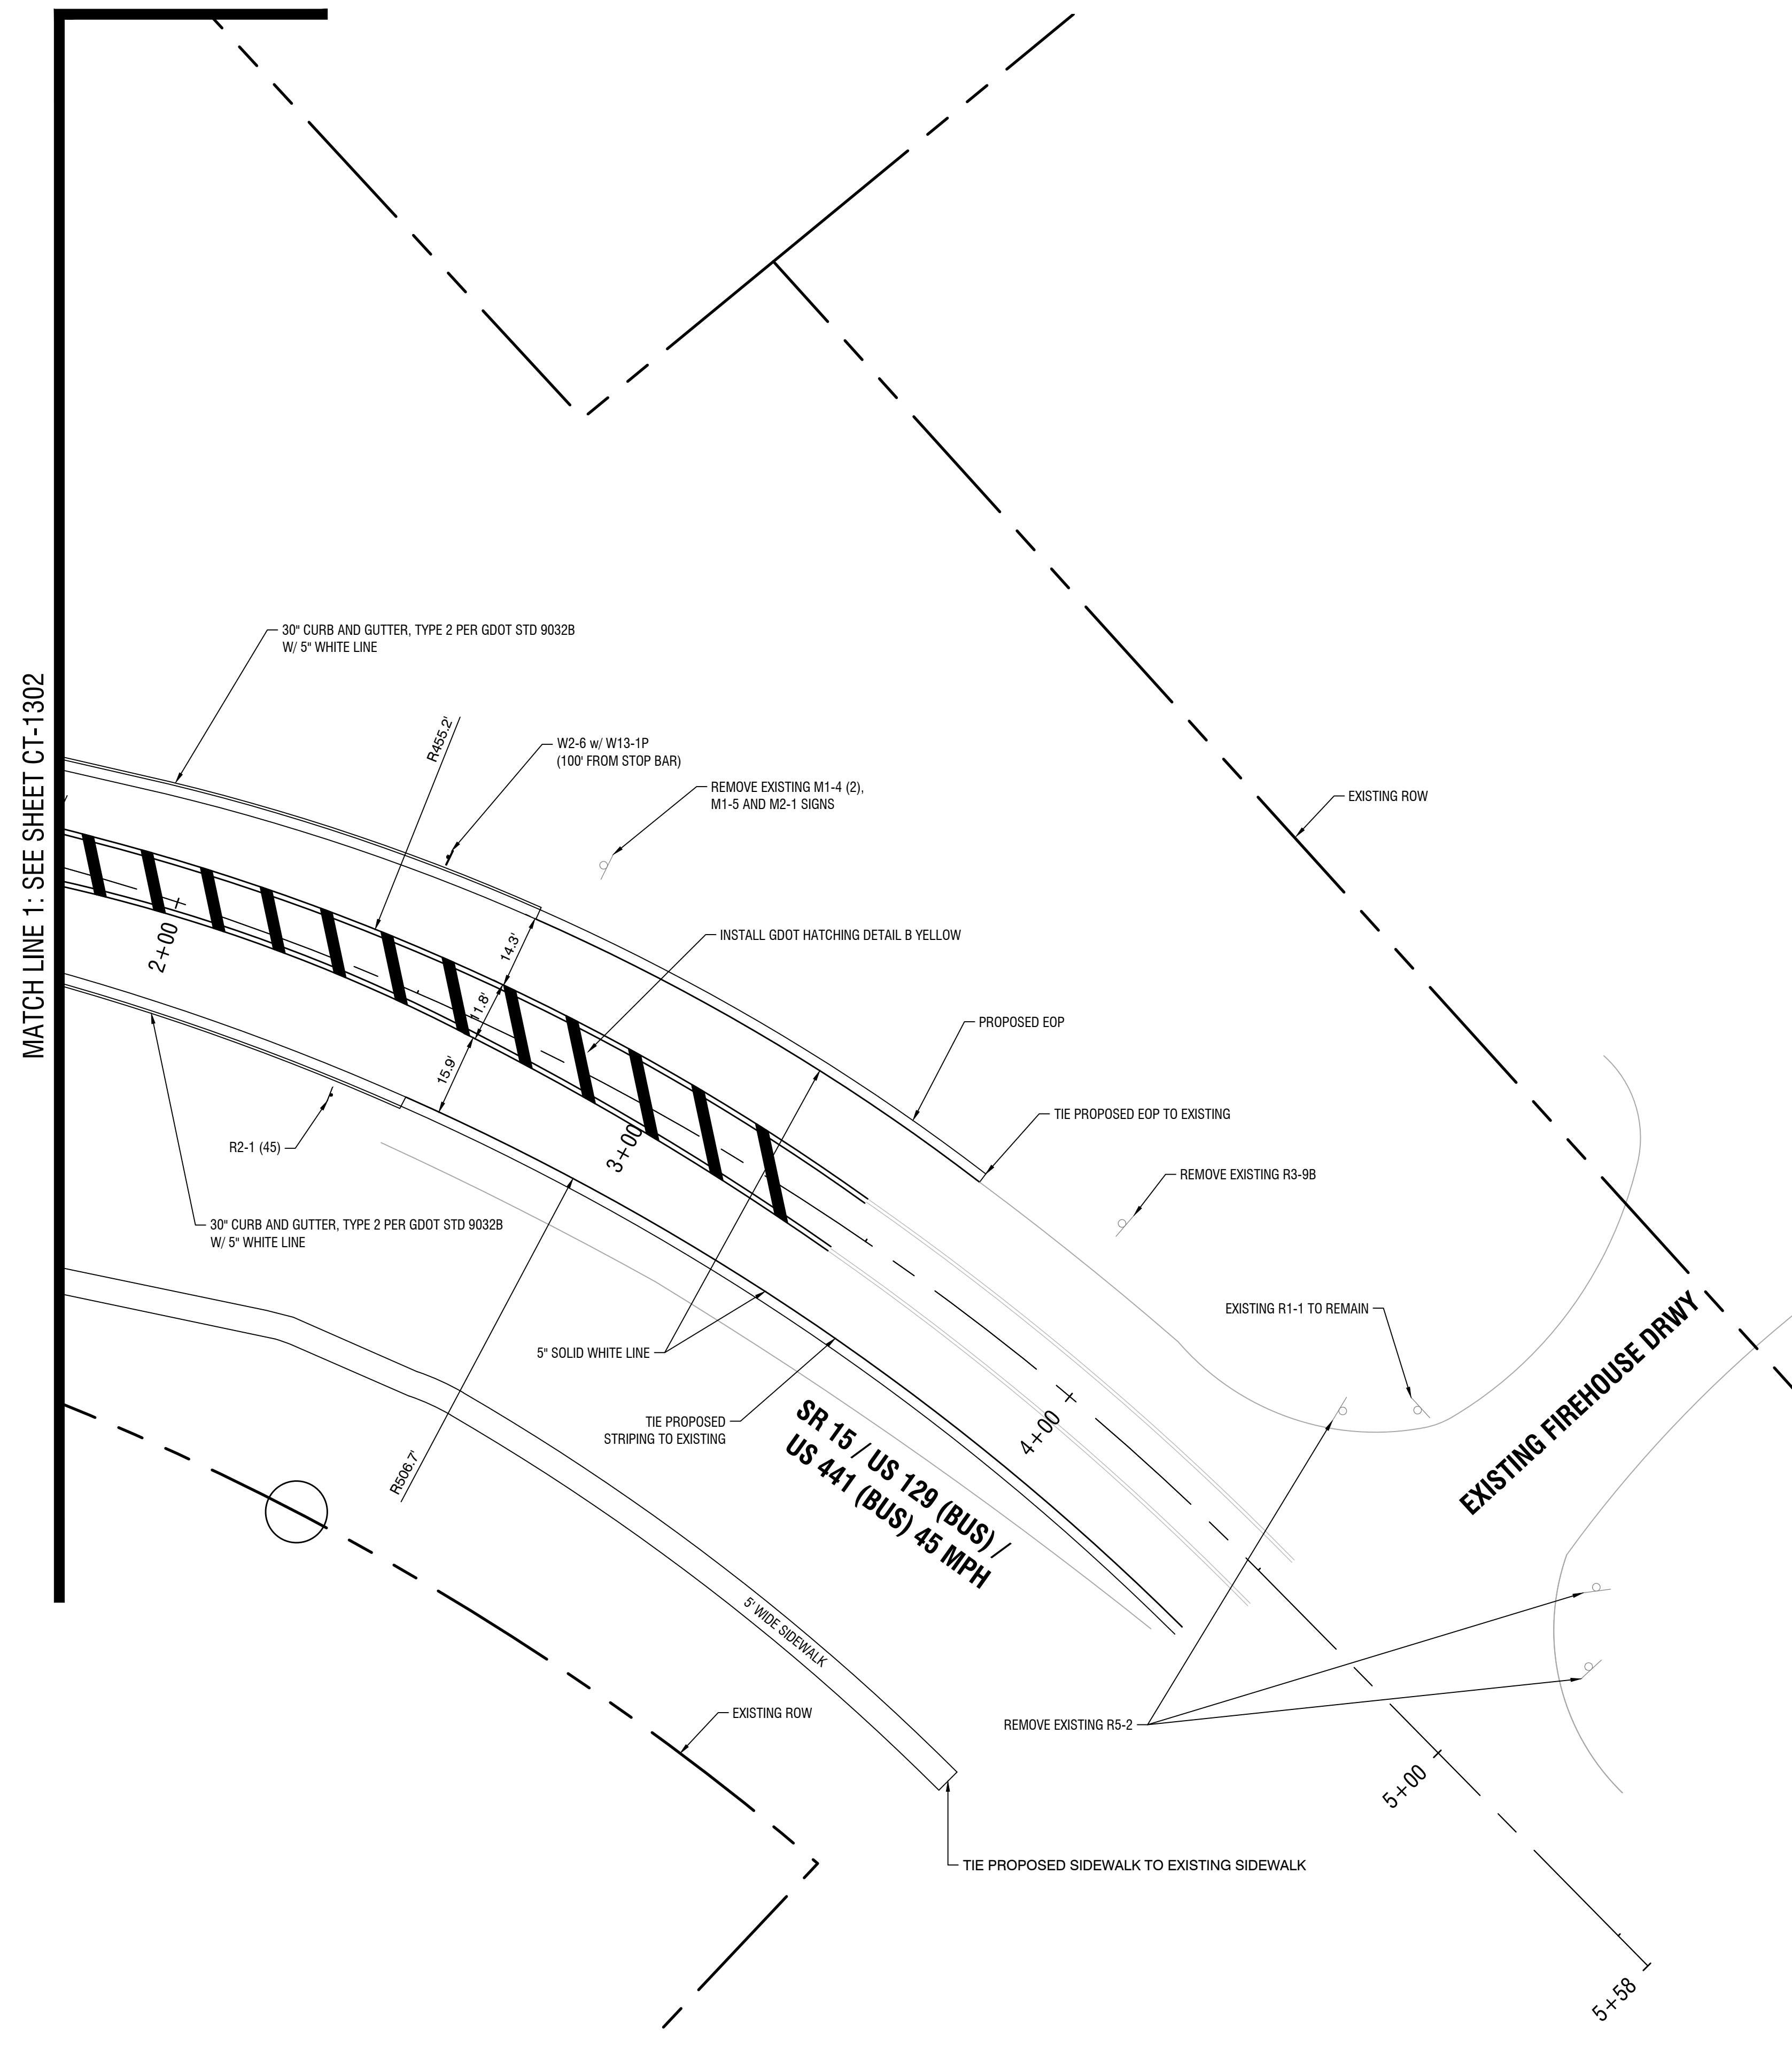 MATCH LINE 1: SEE SHEET CT-1302
30" CURB AND GUTTER, TYPE 2 PER GDOT STD 9032B
W/ 5" WHITE LINE
R455.2'
W2-6 w/ W13-1P
(100' FROM STOP BAR)
REMOVE EXISTING M1-4 (2),
M1-5 AND M2-1 SIGNS
EXISTING ROW
2+00
14.3'
11.8'
15.9'
INSTALL GDOT HATCHING DETAIL B YELLOW
PROPOSED EOP
TIE PROPOSED EOP TO EXISTING
R2-1 (45)
3+00
REMOVE EXISTING R3-9B
30" CURB AND GUTTER, TYPE 2 PER GDOT STD 9032B
W/ 5" WHITE LINE
EXISTING R1-1 TO REMAIN
5" SOLID WHITE LINE
EXISTING FIREHOUSE DRWY
TIE PROPOSED
STRIPING TO EXISTING
4+00
R506.7'
SR 15 / US 129 (BUS) /
US 441 (BUS) 45 MPH
5' WIDE SIDEWALK
EXISTING ROW
REMOVE EXISTING R5-2
5+00
TIE PROPOSED SIDEWALK TO EXISTING SIDEWALK
5+58